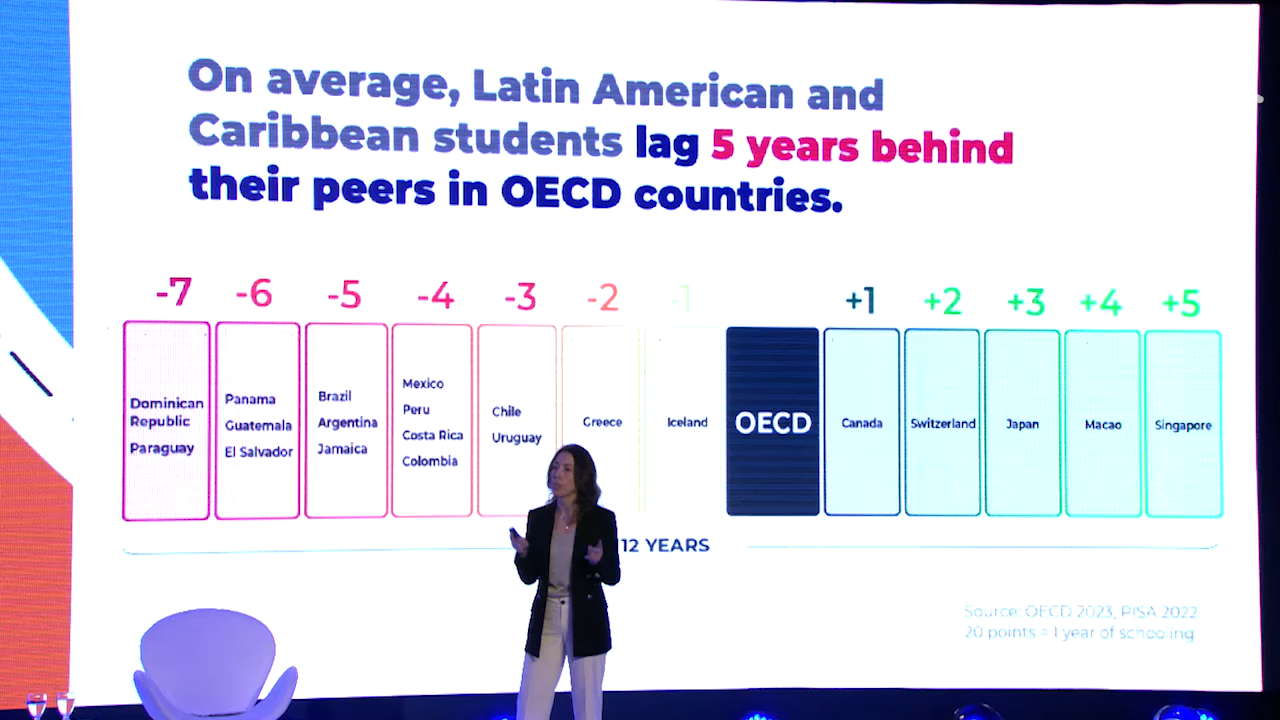 On average, Latin American and
Caribbean students lag 5 years behind
their peers in OECD countries.
-7 -6 -5 -4 -3 -2 -1 +1 +2 +3 +4 +5
Dominican
Republic
Paraguay
Panama
Guatemala
El Salvador
Brazil
Argentina
Jamaica
Mexico
Peru
Costa Rica
Colombia
Chile
Uruguay
Greece
Iceland
OECD
Canada
Switzerland
Japan
Macao
Singapore
12 YEARS
Source: OECD 2023, PISA 2022
20 points = 1 year of schooling